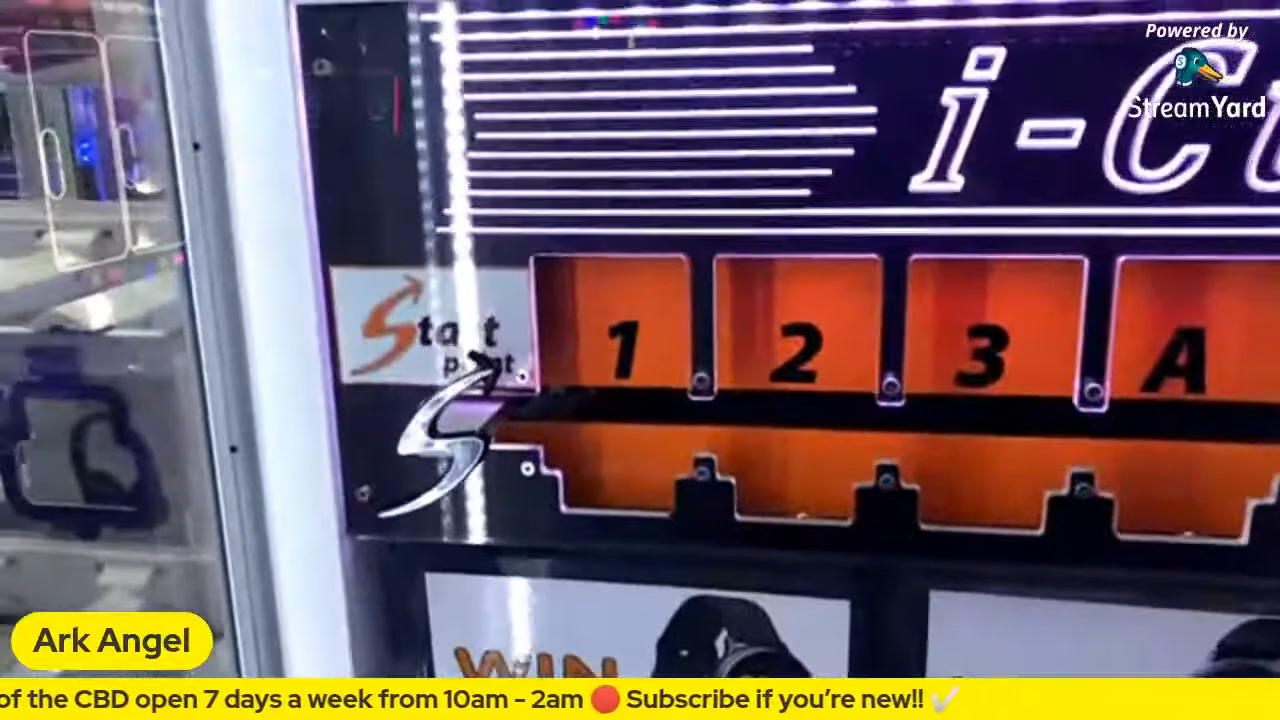 Powered by
StreamYard
i-C
Start
point
1 2 3 A
WIN
Ark Angel
of the CBD open 7 days a week from 10am - 2am 🔴 Subscribe if you're new!! ✔